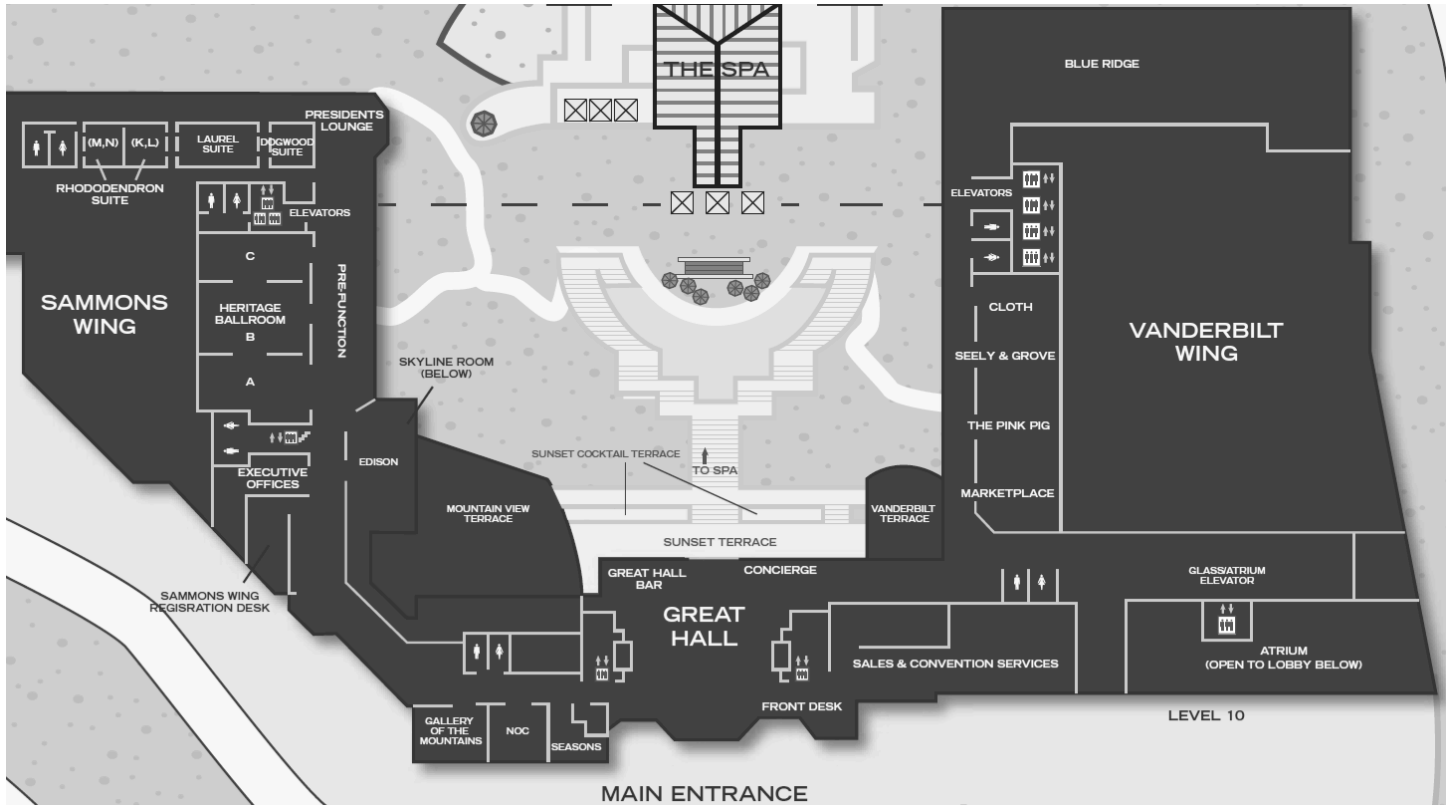 THE SPA
BLUE RIDGE
PRESIDENTS
LOUNGE
(M,N)
(K,L)
LAUREL
SUITE
DOGWOOD
SUITE
RHODODENDRON
SUITE
ELEVATORS
ELEVATORS
C
HERITAGE
BALLROOM
B
A
PRE-FUNCTION
SAMMONS
WING
CLOTH
SEELY & GROVE
THE PINK PIG
MARKETPLACE
VANDERBILT
WING
SKYLINE ROOM
(BELOW)
EDISON
EXECUTIVE
OFFICES
SUNSET COCKTAIL TERRACE
TO SPA
MOUNTAIN VIEW
TERRACE
VANDERBILT
TERRACE
SUNSET TERRACE
SAMMONS WING
REGISRATION DESK
GREAT HALL
BAR
CONCIERGE
GREAT
HALL
GLASS/ATRIUM
ELEVATOR
SALES & CONVENTION SERVICES
ATRIUM
(OPEN TO LOBBY BELOW)
FRONT DESK
GALLERY
OF THE
MOUNTAINS
NOC
SEASONS
LEVEL 10
MAIN ENTRANCE